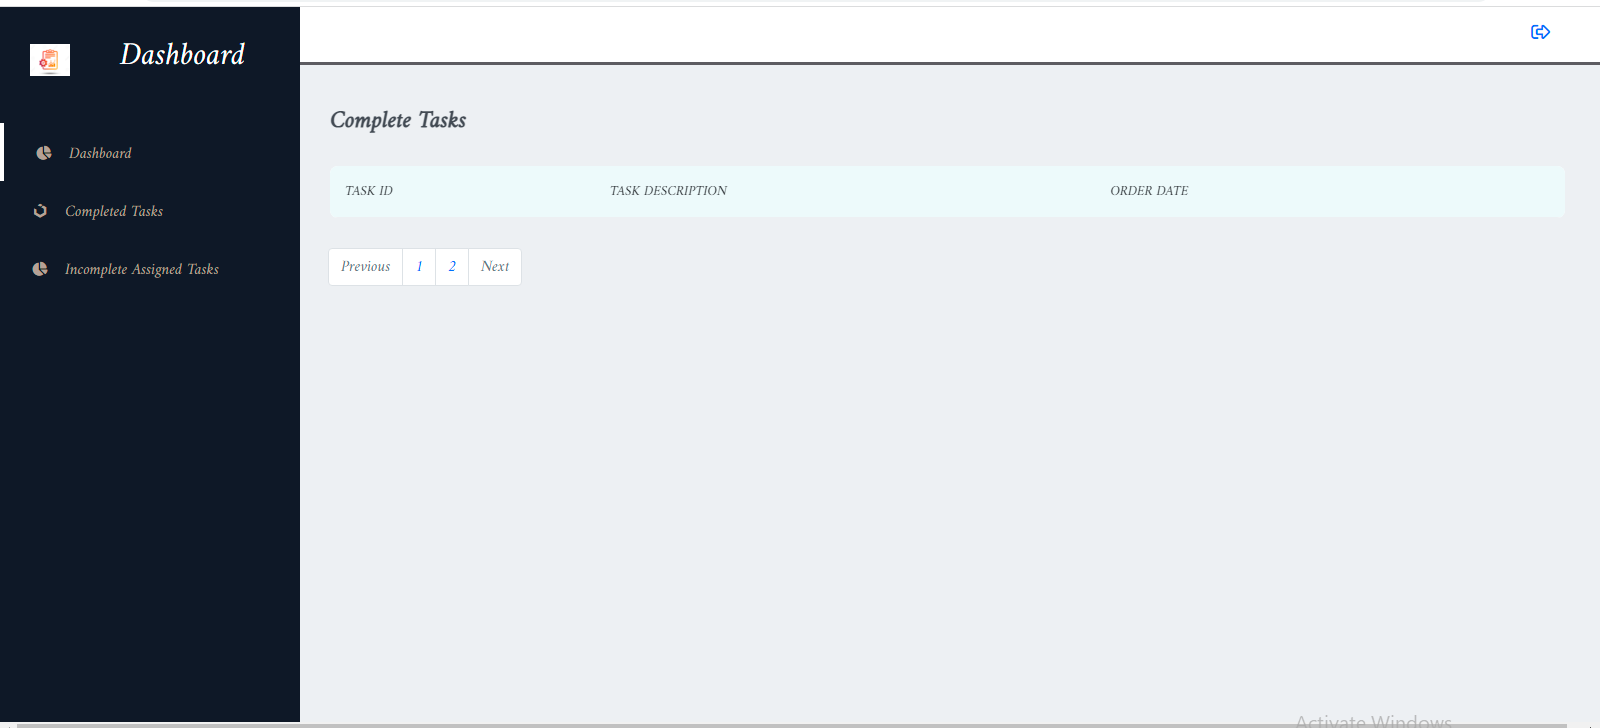 Dashboard
Dashboard
Completed Tasks
Incomplete Assigned Tasks
Complete Tasks
TASK ID TASK DESCRIPTION ORDER DATE
Previous 1 2 Next
Activate Windows